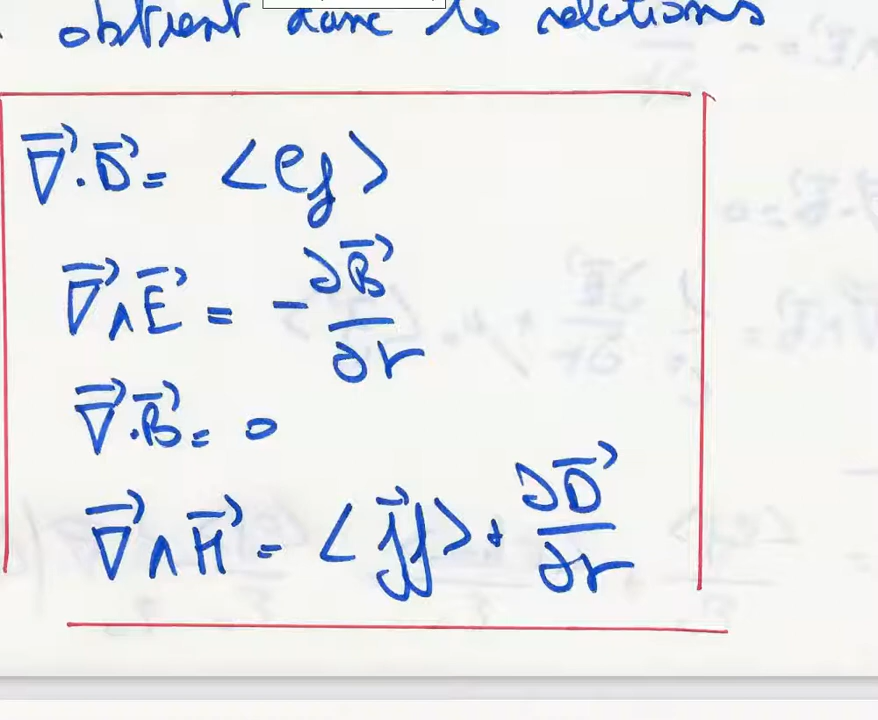 obtient donc les relations
∇⃗.D⃗ = <ρf>
∇⃗∧E⃗ = -∂B⃗/∂t
∇⃗.B⃗ = 0
∇⃗∧H⃗ = <j⃗f> + ∂D⃗/∂t